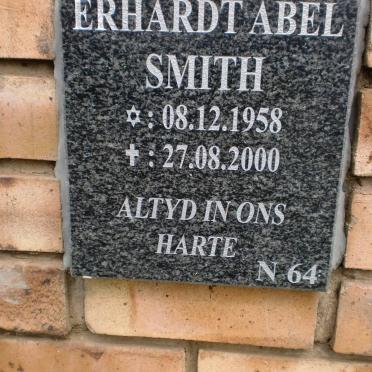 ERHARDT ABEL
SMITH
✡: 08.12.1958
✝: 27.08.2000
ALTYD IN ONS
HARTE
N 64